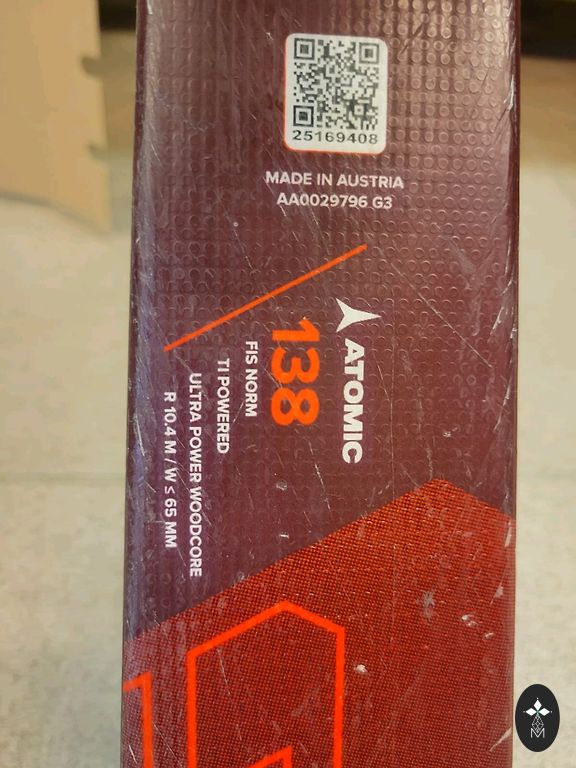 25169408
MADE IN AUSTRIA
AA0029796 G3
ATOMIC
138
FIS NORM
TI POWERED
ULTRA POWER WOODCORE
R 10.4 M / W ≤ 65 MM
M